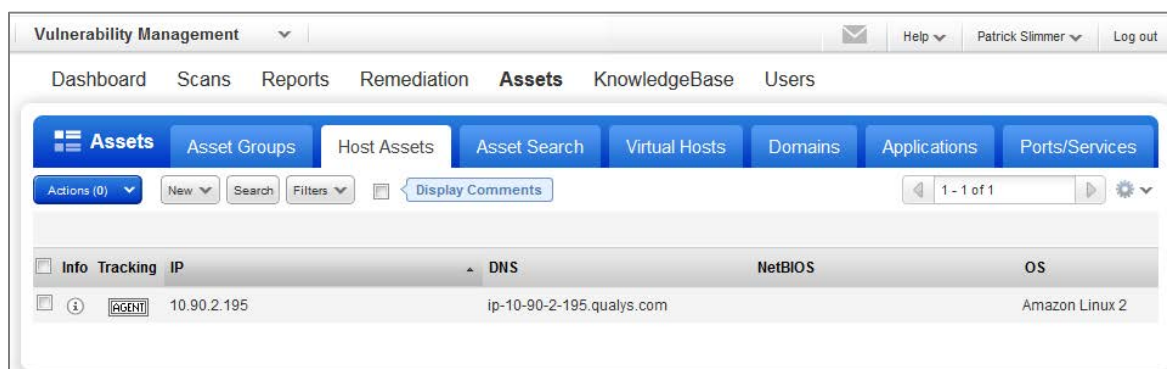 Vulnerability Management Help Patrick Slimmer Log out
Dashboard Scans Reports Remediation Assets KnowledgeBase Users
Assets Asset Groups Host Assets Asset Search Virtual Hosts Domains Applications Ports/Services
Actions (0) New Search Filters Display Comments 1 - 1 of 1
Info Tracking IP DNS NetBIOS OS
AGENT 10.90.2.195 ip-10-90-2-195.qualys.com Amazon Linux 2